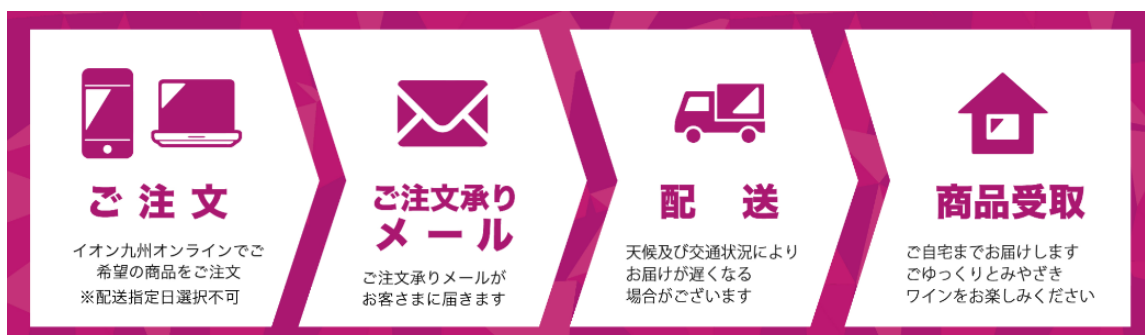 ご注文
イオン九州オンラインでご
希望の商品をご注文
※配送指定日選択不可
ご注文承り
メール
ご注文承りメールが
お客さまに届きます
配 送
天候及び交通状況により
お届けが遅くなる
場合がございます
商品受取
ご自宅までお届けします
ごゆっくりとみやざき
ワインをお楽しみください